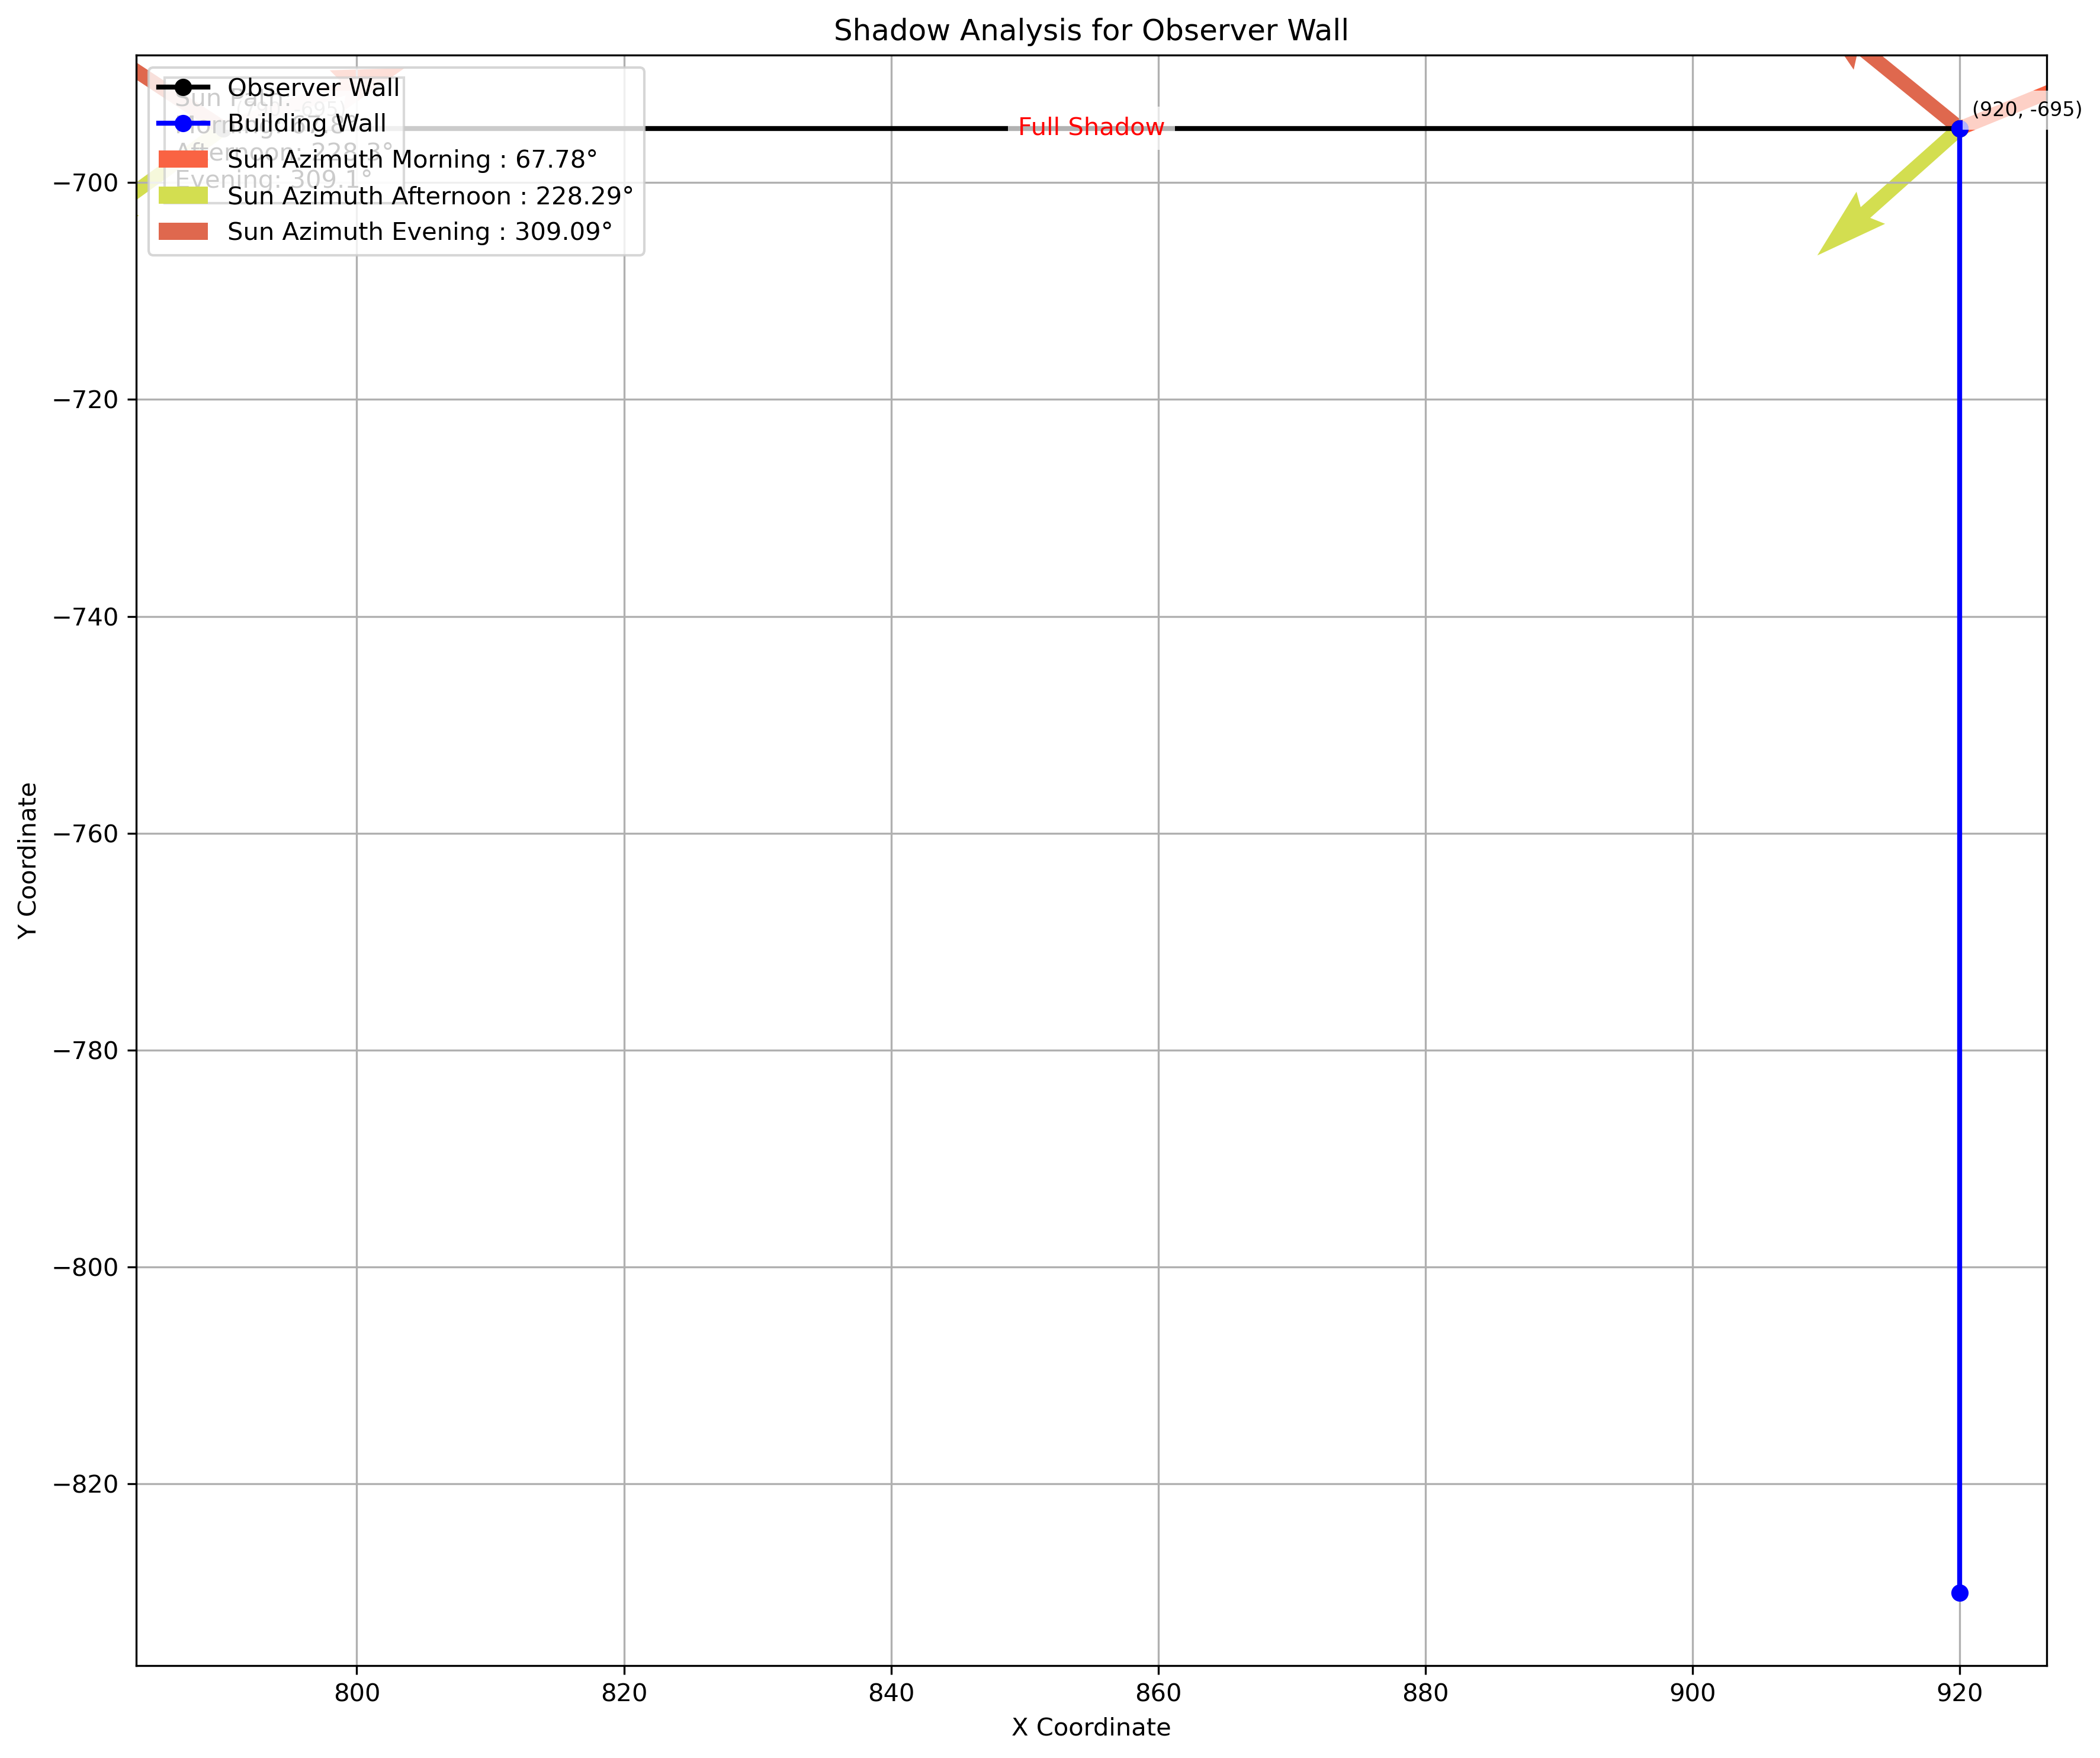 Shadow Analysis for Observer Wall
Observer Wall
Building Wall
Sun Azimuth Morning : 67.78°
Sun Azimuth Afternoon : 228.29°
Sun Azimuth Evening : 309.09°
Sun Path:
Morning: 67.8°
Afternoon: 228.3°
Evening: 309.1°
(790, -695)
Full Shadow
(920, -695)
Y Coordinate
−700
−720
−740
−760
−780
−800
−820
800
820
840
860
880
900
920
X Coordinate